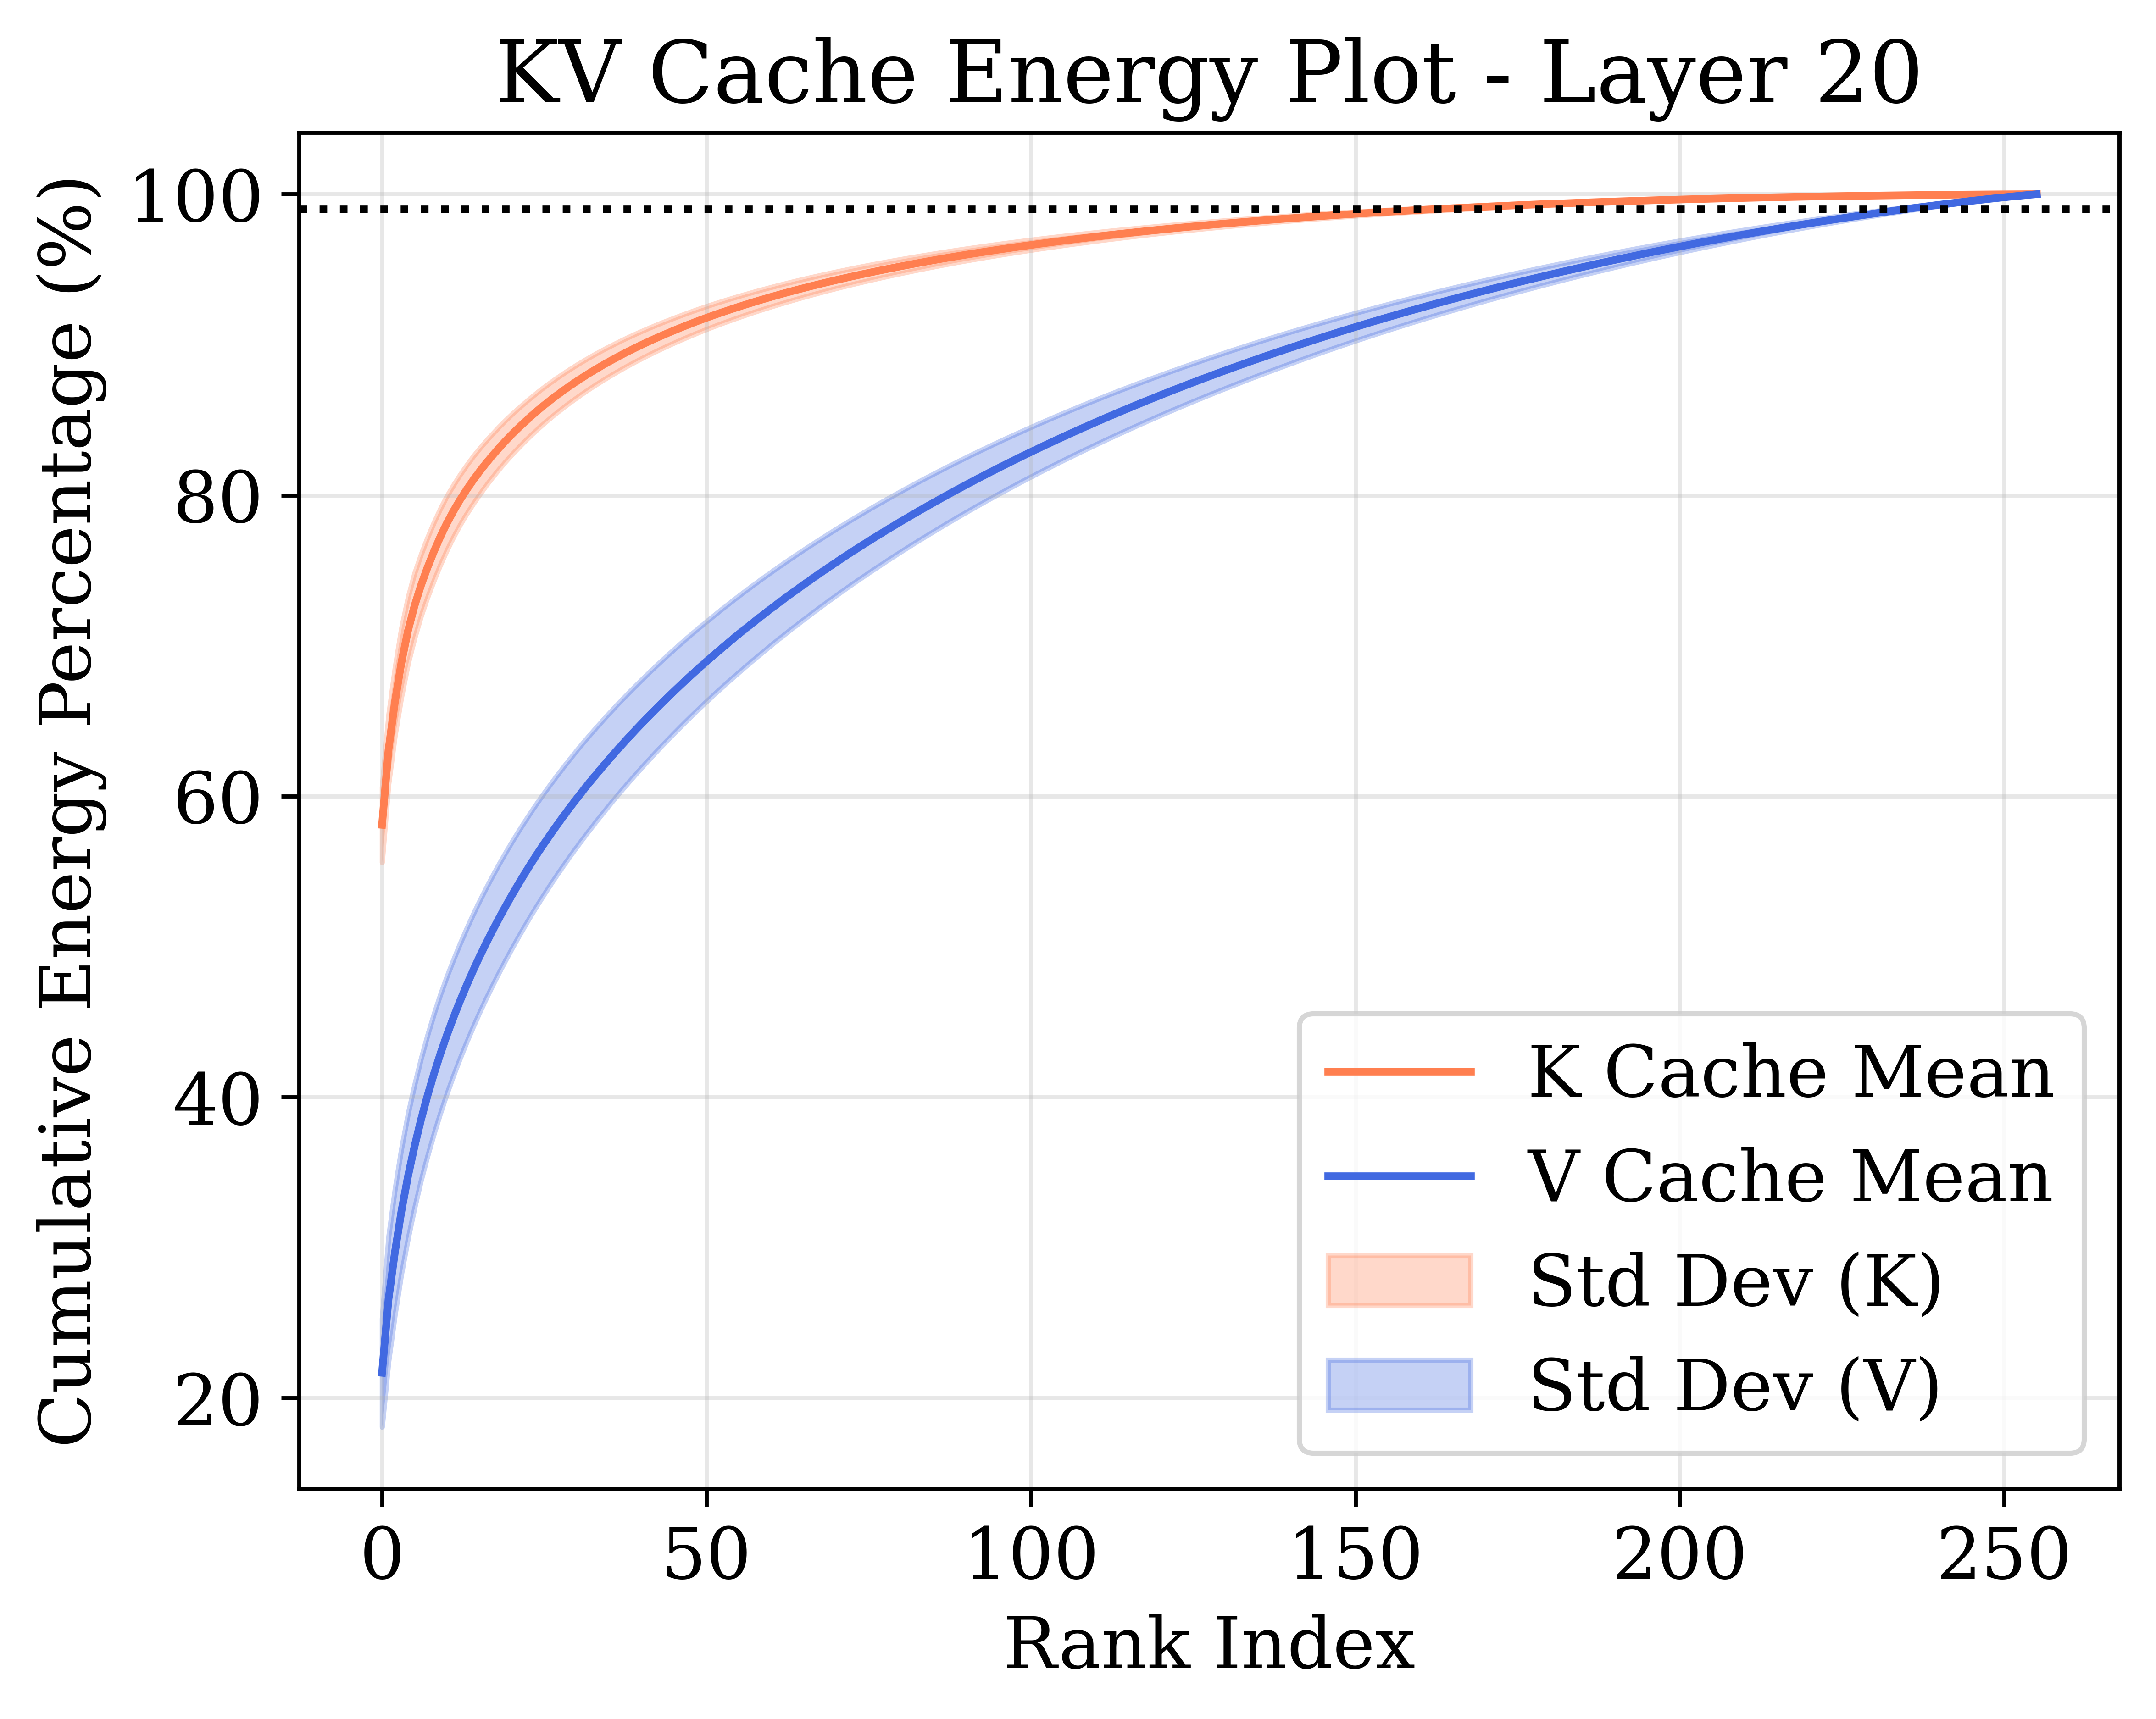 KV Cache Energy Plot - Layer 20
Cumulative Energy Percentage (%)
100
80
60
40
20
K Cache Mean
V Cache Mean
Std Dev (K)
Std Dev (V)
0 50 100 150 200 250
Rank Index